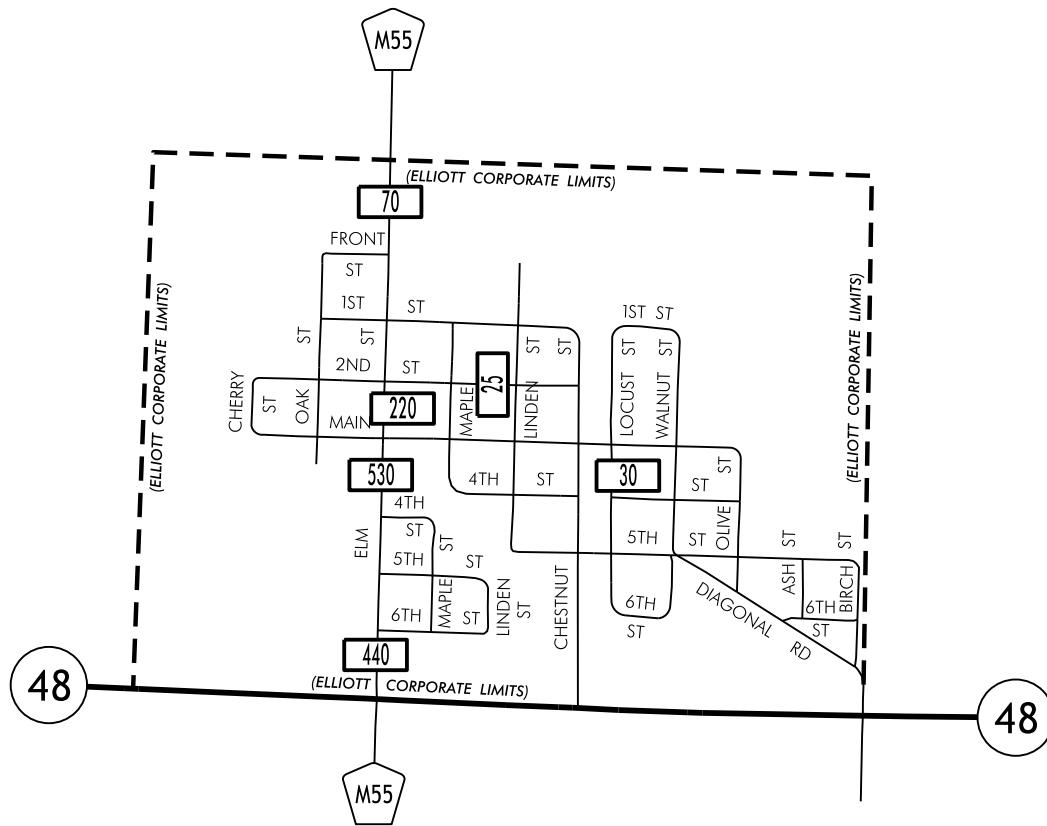 M55
(ELLIOTT CORPORATE LIMITS)
70
FRONT
ST
(ELLIOTT CORPORATE LIMITS)
(ELLIOTT CORPORATE LIMITS)
1ST ST
1ST ST
ST
ST
ST
ST
ST
ST
2ND ST
25
CHERRY
ST
OAK
MAIN
220
MAPLE
LINDEN
LOCUST
WALNUT
530
4TH ST
30
ST
ST
4TH
ST
ELM
5TH
ST
ST
5TH ST
OLIVE
ST
ST
6TH
MAPLE
ST
LINDEN
ST
CHESTNUT
6TH
ST
DIAGONAL
RD
ASH
6TH
ST
BIRCH
440
(ELLIOTT CORPORATE LIMITS)
48
48
M55